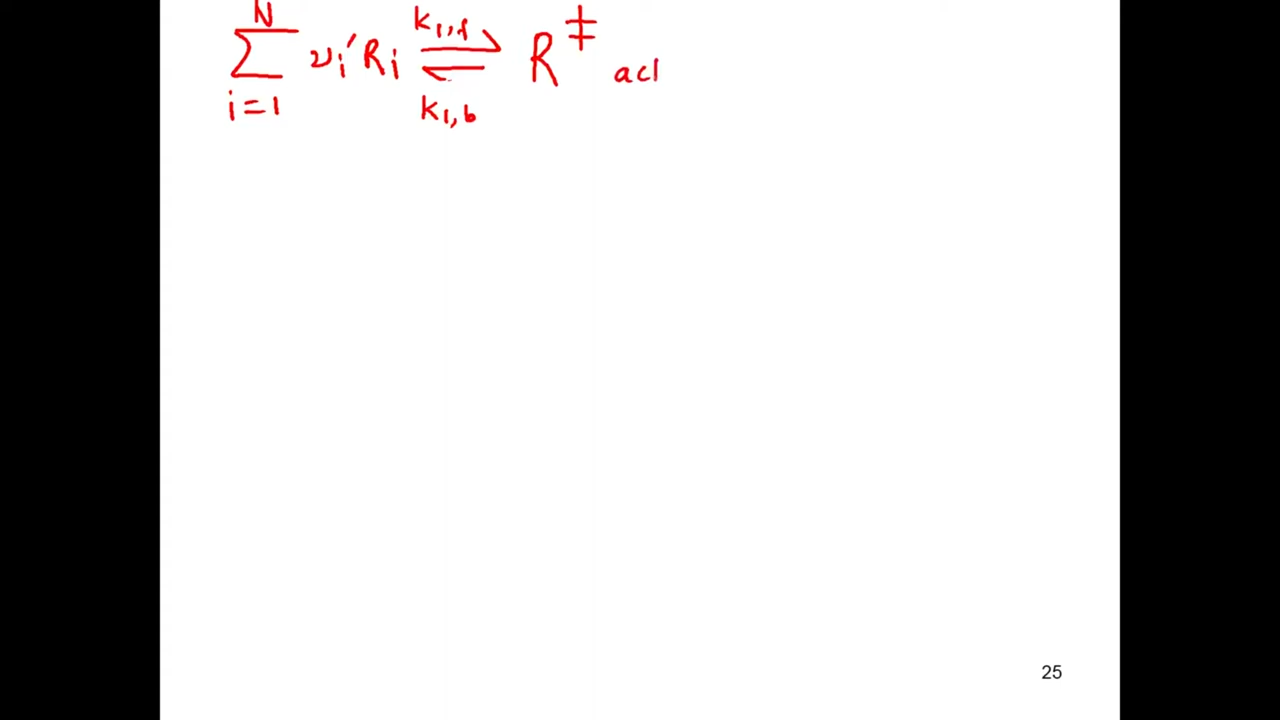 N
∑ νᵢ′ Rᵢ ⇌ R‡ acl
i=1
k₁,f
k₁,b
25